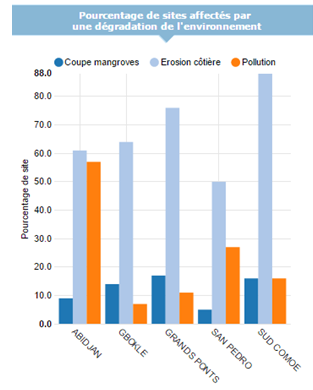 Pourcentage de sites affectés par
une dégradation de l'environnement
Coupe mangroves Erosion côtière Pollution
Pourcentage de site
88.0
80.0
70.0
60.0
50.0
40.0
30.0
20.0
10.0
0.0
ABIDJAN
GBOKLE
GRANDS PONTS
SAN PEDRO
SUD COMOE